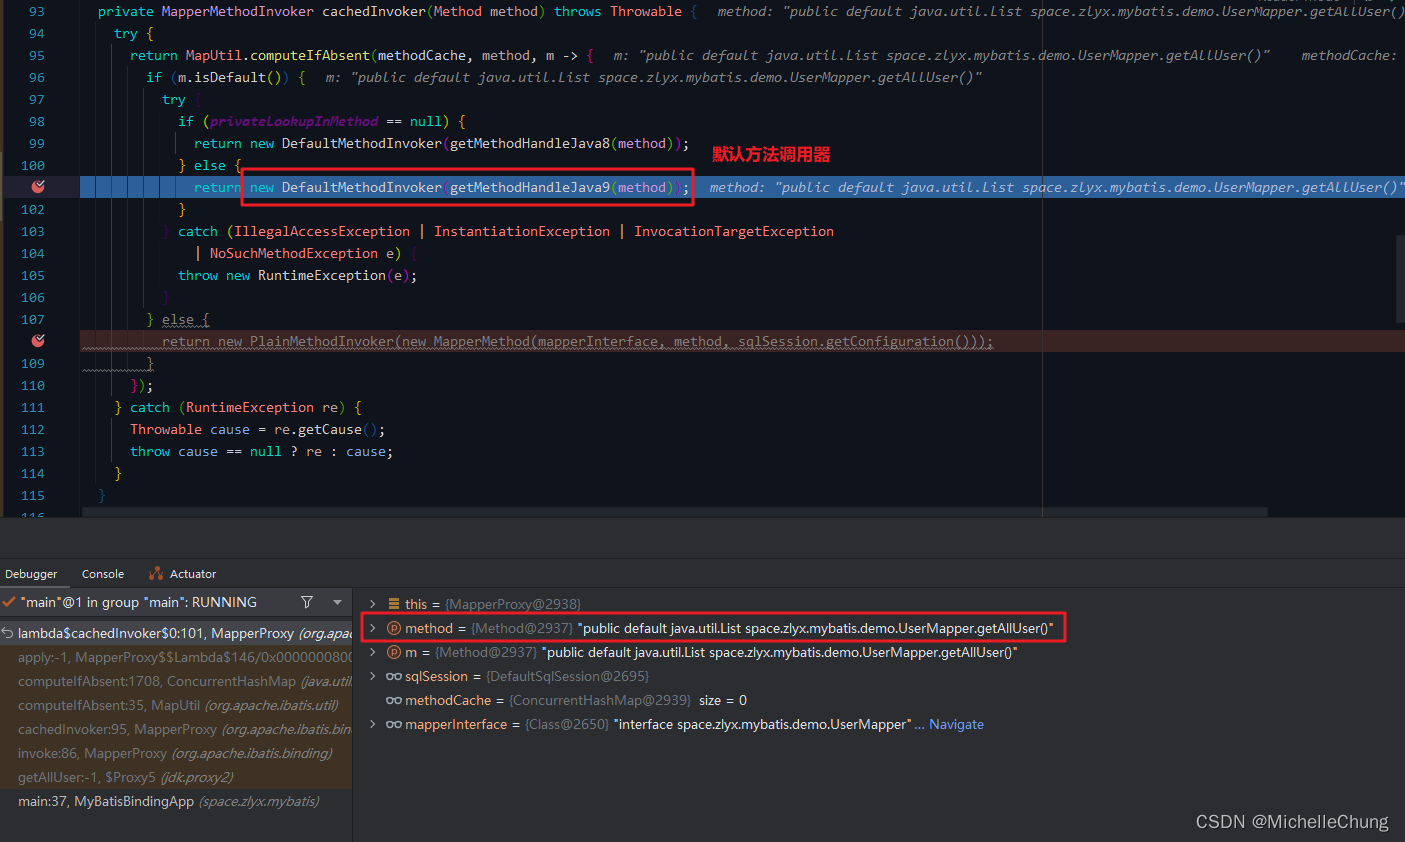 93 private MapperMethodInvoker cachedInvoker(Method method) throws Throwable { method: "public default java.util.List space.zlyx.mybatis.demo.UserMapper.getAllUser()
94 try {
95 return MapUtil.computeIfAbsent(methodCache, method, m -> { m: "public default java.util.List space.zlyx.mybatis.demo.UserMapper.getAllUser()" methodCache:
96 if (m.isDefault()) { m: "public default java.util.List space.zlyx.mybatis.demo.UserMapper.getAllUser()"
97 try {
98 if (privateLookupInMethod == null) {
99 return new DefaultMethodInvoker(getMethodHandleJava8(method));
默认方法调用器
100 } else {
return new DefaultMethodInvoker(getMethodHandleJava9(method)); method: "public default java.util.List space.zlyx.mybatis.demo.UserMapper.getAllUser()"
102 }
103 } catch (IllegalAccessException | InstantiationException | InvocationTargetException
104 | NoSuchMethodException e) {
105 throw new RuntimeException(e);
106 }
107 } else {
return new PlainMethodInvoker(new MapperMethod(mapperInterface, method, sqlSession.getConfiguration()));
109 }
110 });
111 } catch (RuntimeException re) {
112 Throwable cause = re.getCause();
113 throw cause == null ? re : cause;
114 }
115 }
116
Debugger Console Actuator
"main"@1 in group "main": RUNNING
lambda$cachedInvoker$0:101, MapperProxy (org.apac
apply:-1, MapperProxy$$Lambda$146/0x0000000800
computeIfAbsent:1708, ConcurrentHashMap (java.util.
computeIfAbsent:35, MapUtil (org.apache.ibatis.util)
cachedInvoker:95, MapperProxy (org.apache.ibatis.bin
invoke:86, MapperProxy (org.apache.ibatis.binding)
getAllUser:-1, $Proxy5 (jdk.proxy2)
main:37, MyBatisBindingApp (space.zlyx.mybatis)
this = {MapperProxy@2938}
method = {Method@2937} "public default java.util.List space.zlyx.mybatis.demo.UserMapper.getAllUser()"
m = {Method@2937} "public default java.util.List space.zlyx.mybatis.demo.UserMapper.getAllUser()"
sqlSession = {DefaultSqlSession@2695}
methodCache = {ConcurrentHashMap@2939} size = 0
mapperInterface = {Class@2650} "interface space.zlyx.mybatis.demo.UserMapper" ... Navigate
CSDN @MichelleChung